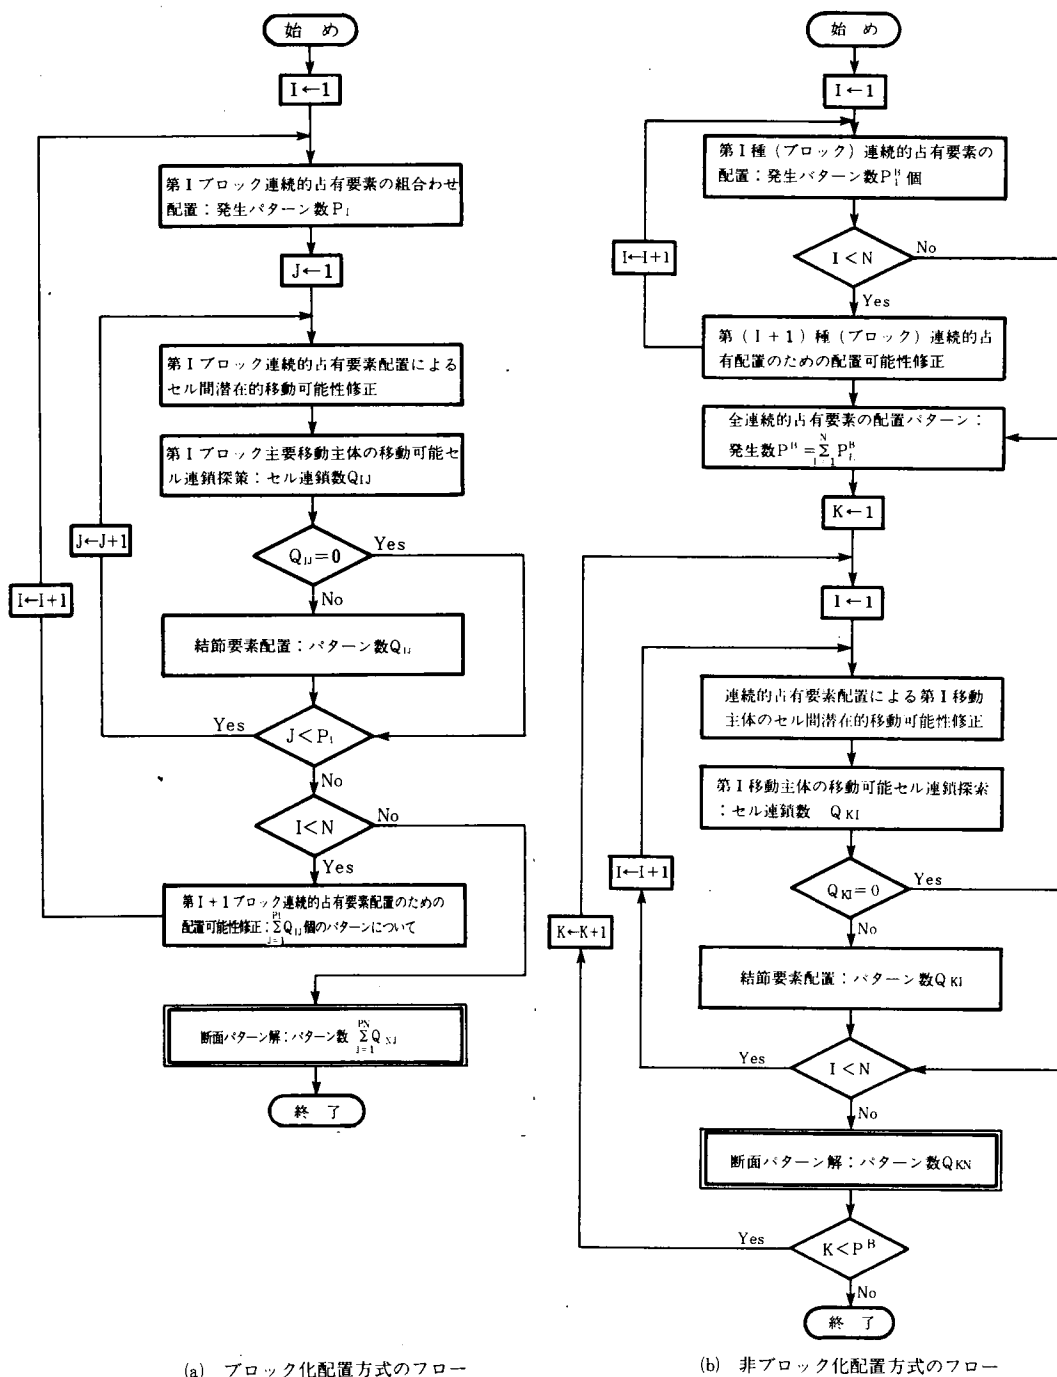 始 め
I←1
第Iブロック連続的占有要素の組合わせ
配置：発生パターン数P_I
J←1
第Iブロック連続的占有要素配置による
セル間潜在的移動可能性修正
第Iブロック主要移動主体の移動可能セ
ル連鎖探策：セル連鎖数Q_IJ
J←J+1
Q_IJ=0
Yes
No
I←I+1
結節要素配置：パターン数Q_IJ
Yes
J<P_I
No
I<N
No
Yes
第I+1ブロック連続的占有要素配置のための
配置可能性修正：Σ_{J=1}^{PI} Q_IJ個のパターンについて
断面パターン解：パターン数 Σ_{J=1}^{PN} Q_NJ
終 了
(a) ブロック化配置方式のフロー
始 め
I←1
第I種（ブロック）連続的占有要素の
配置：発生パターン数P_I^B個
I←I+1
I<N
No
Yes
第（I+1）種（ブロック）連続的占
有配置のための配置可能性修正
全連続的占有要素の配置パターン：
発生数P^B=Σ_{I=1}^{N} P_I^B
K←1
I←1
連続的占有要素配置による第I移動
主体のセル間潜在的移動可能性修正
第I移動主体の移動可能セル連鎖探索
：セル連鎖数 Q_KI
I←I+1
Q_KI=0
Yes
No
K←K+1
結節要素配置：パターン数Q_KI
Yes
I<N
No
断面パターン解：パターン数Q_KN
Yes
K<P^B
No
終 了
(b) 非ブロック化配置方式のフロー